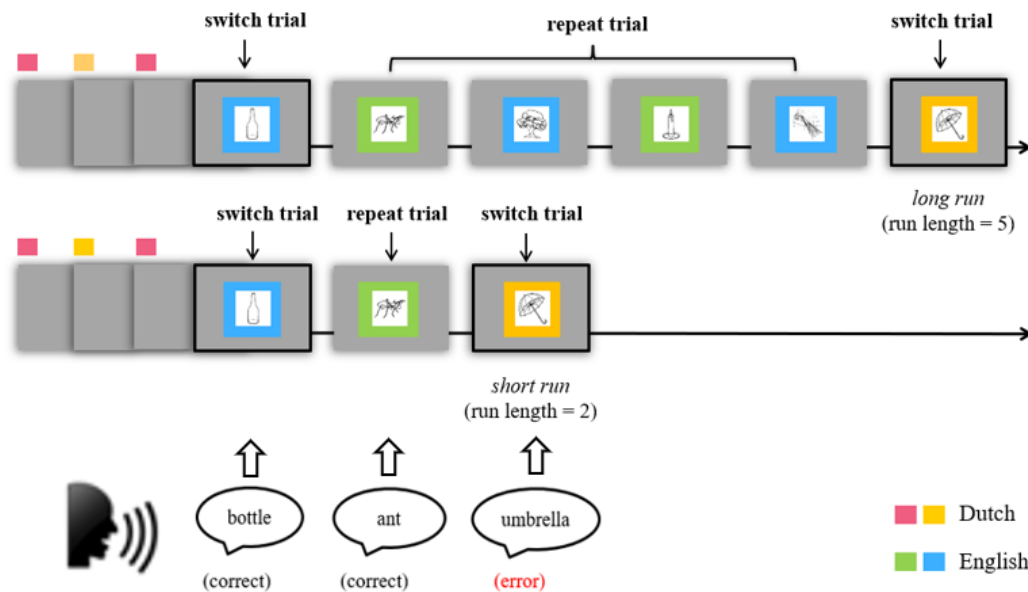 switch trial
repeat trial
switch trial
long run
(run length = 5)
switch trial
repeat trial
switch trial
short run
(run length = 2)
bottle
ant
umbrella
(correct)
(correct)
(error)
Dutch
English